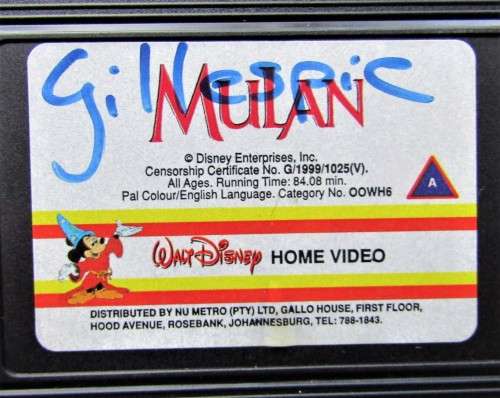 Gillespie
MULAN
© Disney Enterprises, Inc.
Censorship Certificate No. G/1999/1025(V).
All Ages. Running Time: 84.08 min.
Pal Colour/English Language. Category No. OOWH6
A
WALT DISNEY HOME VIDEO
DISTRIBUTED BY NU METRO (PTY) LTD, GALLO HOUSE, FIRST FLOOR,
HOOD AVENUE, ROSEBANK, JOHANNESBURG, TEL: 788-1843.